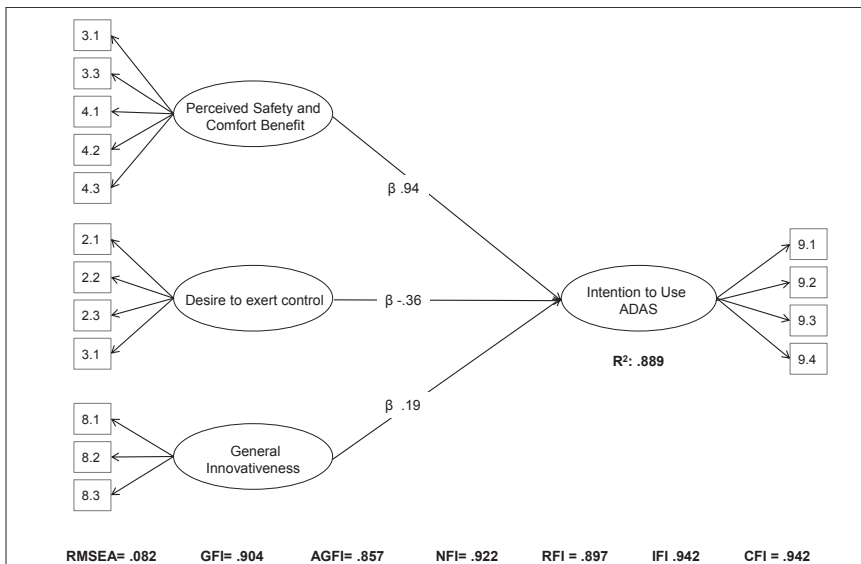 3.1
3.3
4.1
4.2
4.3
Perceived Safety and
Comfort Benefit
β .94
2.1
2.2
2.3
3.1
Desire to exert control
β -.36
Intention to Use
ADAS
R²: .889
9.1
9.2
9.3
9.4
β .19
8.1
8.2
8.3
General
Innovativeness
RMSEA= .082 GFI= .904 AGFI= .857 NFI= .922 RFI = .897 IFI .942 CFI = .942